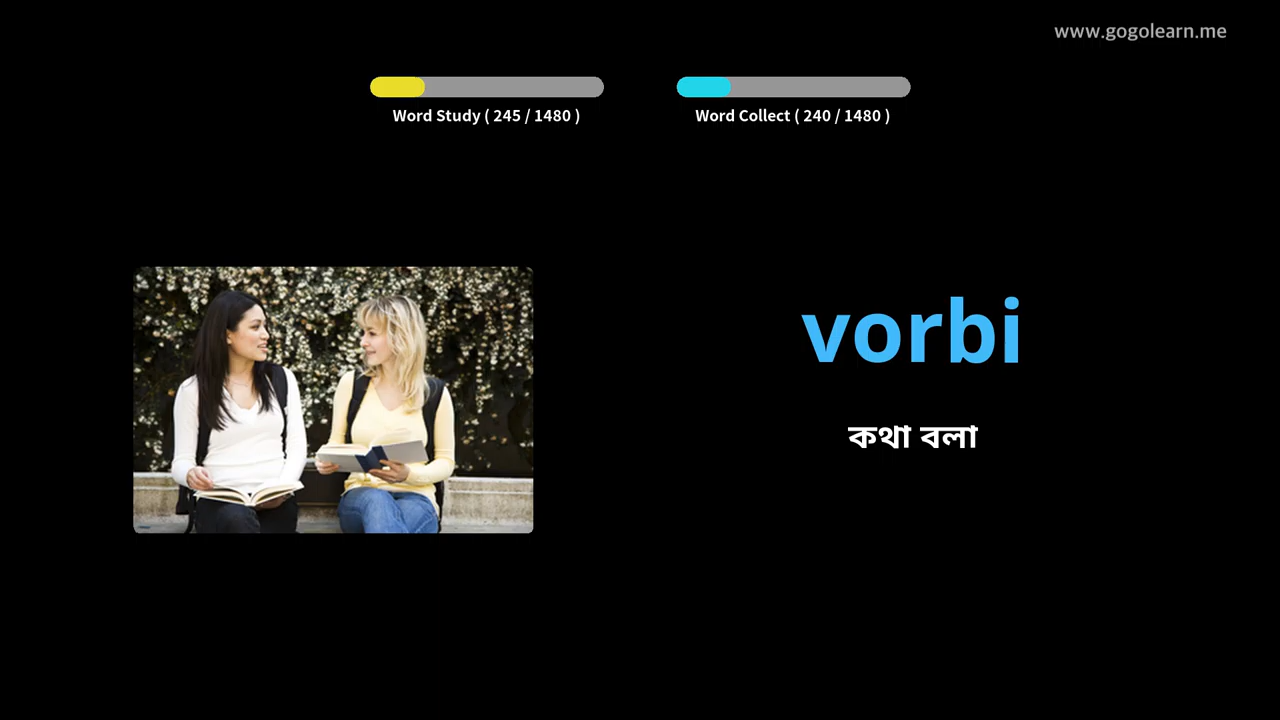 www.gogolearn.me
Word Study ( 245 / 1480 )
Word Collect ( 240 / 1480 )
vorbi
কথা বলা